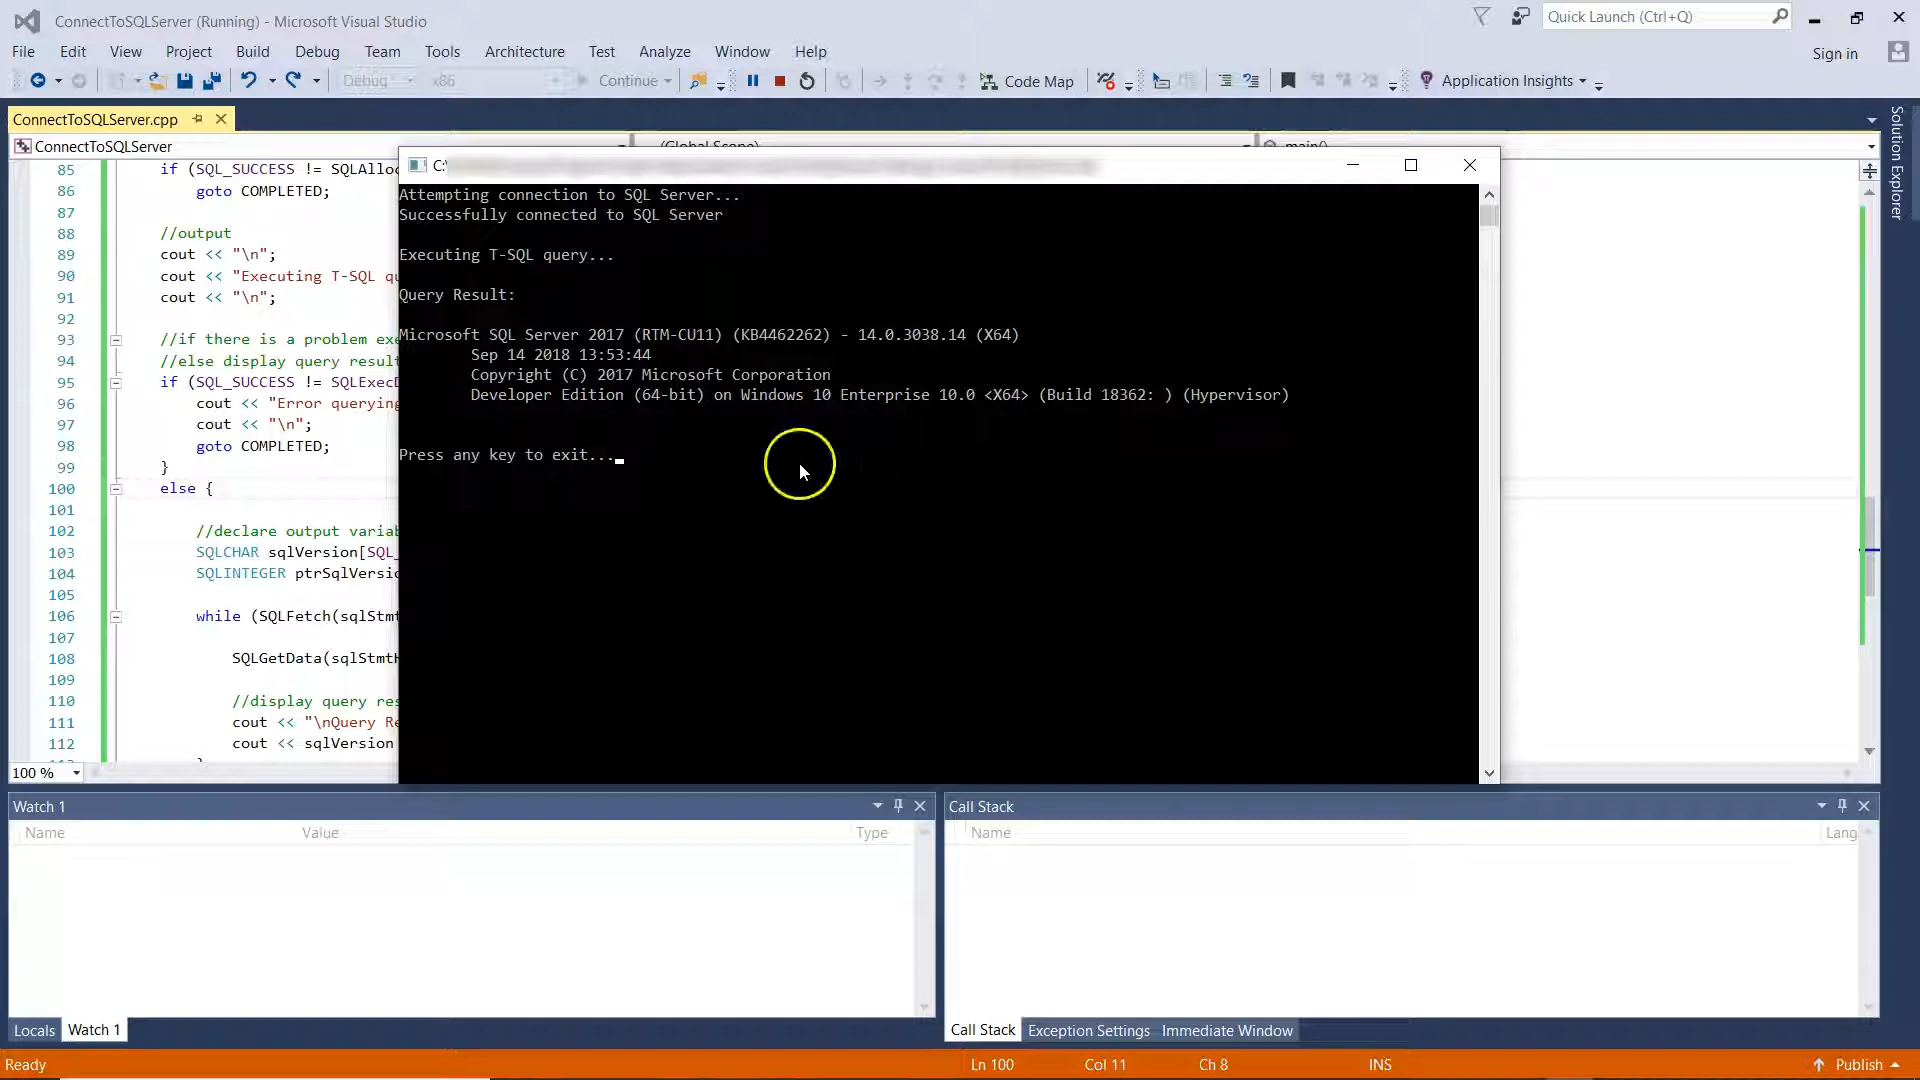 ConnectToSQLServer (Running) - Microsoft Visual Studio
Quick Launch (Ctrl+Q)
File Edit View Project Build Debug Team Tools Architecture Test Analyze Window Help
Sign in
Debug x86 Continue Code Map Application Insights
ConnectToSQLServer.cpp
Solution Explorer
ConnectToSQLServer (Global Scope) main()
85 if (SQL_SUCCESS != SQLAlloc
86 goto COMPLETED;
87
88 //output
89 cout << "\n";
90 cout << "Executing T-SQL qu
91 cout << "\n";
92
93 //if there is a problem exe
94 //else display query result
95 if (SQL_SUCCESS != SQLExecD
96 cout << "Error querying
97 cout << "\n";
98 goto COMPLETED;
99 }
100 else {
101
102 //declare output variab
103 SQLCHAR sqlVersion[SQL_
104 SQLINTEGER ptrSqlVersio
105
106 while (SQLFetch(sqlStmt
107
108 SQLGetData(sqlStmtH
109
110 //display query res
111 cout << "\nQuery Re
112 cout << sqlVersion
C:\
Attempting connection to SQL Server...
Successfully connected to SQL Server
Executing T-SQL query...
Query Result:
Microsoft SQL Server 2017 (RTM-CU11) (KB4462262) - 14.0.3038.14 (X64)
Sep 14 2018 13:53:44
Copyright (C) 2017 Microsoft Corporation
Developer Edition (64-bit) on Windows 10 Enterprise 10.0 <X64> (Build 18362: ) (Hypervisor)
Press any key to exit...
100 %
Watch 1
Name Value Type
Locals Watch 1
Call Stack
Name Lang
Call Stack Exception Settings Immediate Window
Ready Ln 100 Col 11 Ch 8 INS Publish